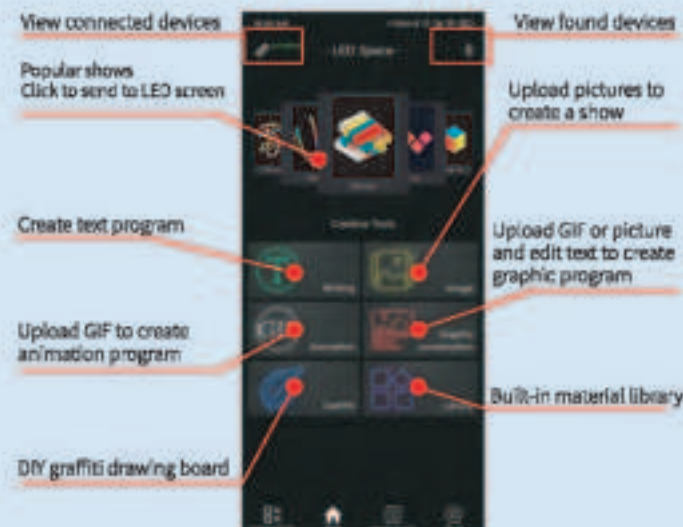 View connected devices
View found devices
LED Space
Popular shows
Click to send to LED screen
Upload pictures to
create a show
Create text program
Upload GIF or picture
and edit text to create
graphic program
Upload GIF to create
animation program
Built-in material library
DIY graffiti drawing board